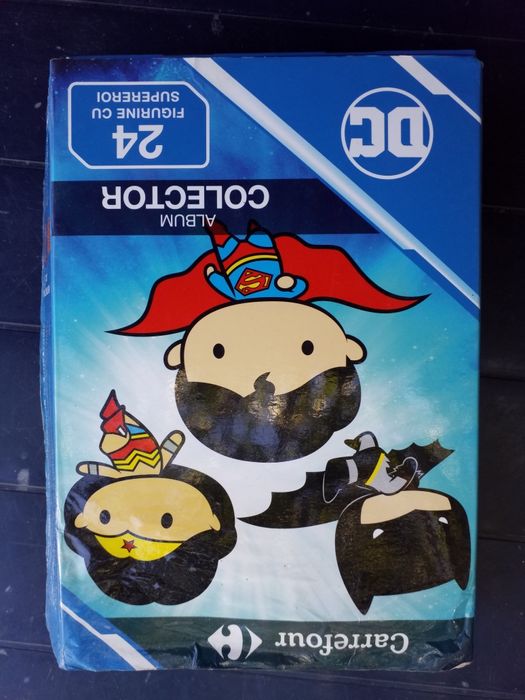 Carrefour
ALBUM
COLECTOR
DC
24
FIGURINE CU
SUPEREROI